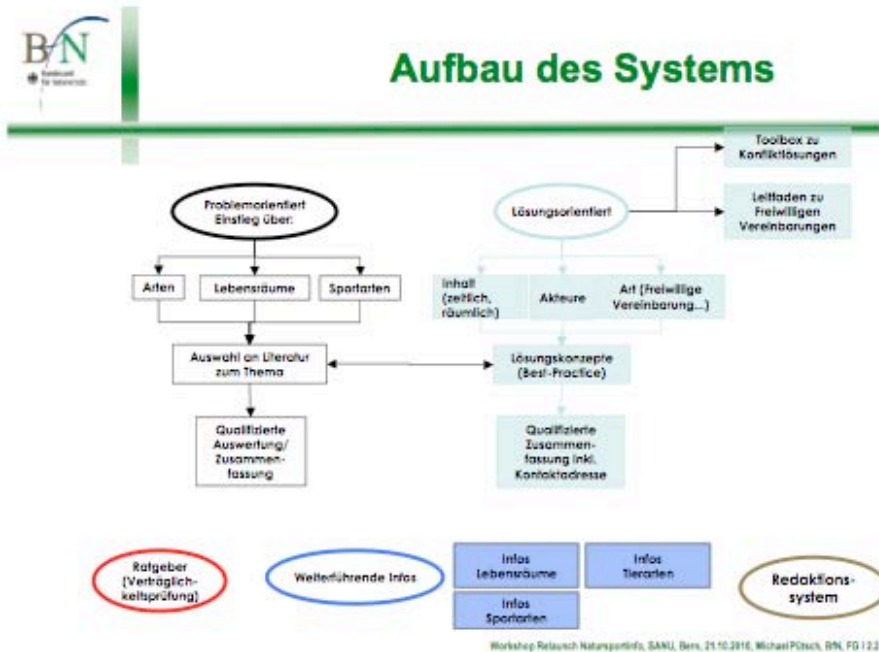 BfN
Bundesamt
für Naturschutz
Aufbau des Systems
Toolbox zu
Konfliktlösungen
Problemorientiert
Einstieg über:
Lösungsorientiert
Leitfaden zu
Freiwilligen
Vereinbarungen
Arten
Lebensräume
Sportarten
Inhalt
(zeitlich,
räumlich)
Akteure
Art (Freiwillige
Vereinbarung...)
Auswahl an Literatur
zum Thema
Lösungskonzepte
(Best-Practice)
Qualifizierte
Auswertung/
Zusammen-
fassung
Qualifizierte
Zusammen-
fassung inkl.
Kontaktadresse
Ratgeber
(Verträglich-
keitsprüfung)
Weiterführende Infos
Infos
Lebensräume
Infos
Tierarten
Infos
Sportarten
Redaktions-
system
Workshop Relaunch Natursportinfo, SANU, Bern, 21.10.2010, Michael Pütsch, BfN, FG I 2.2